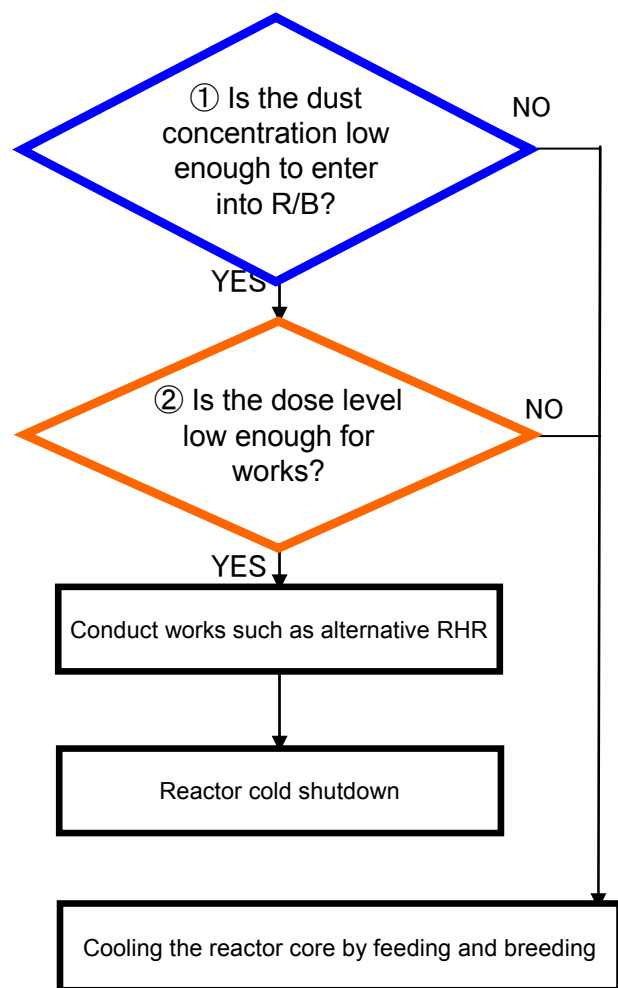 ① Is the dust
concentration low
enough to enter
into R/B?
NO
YES
② Is the dose level
low enough for
works?
NO
YES
Conduct works such as alternative RHR
Reactor cold shutdown
Cooling the reactor core by feeding and breeding